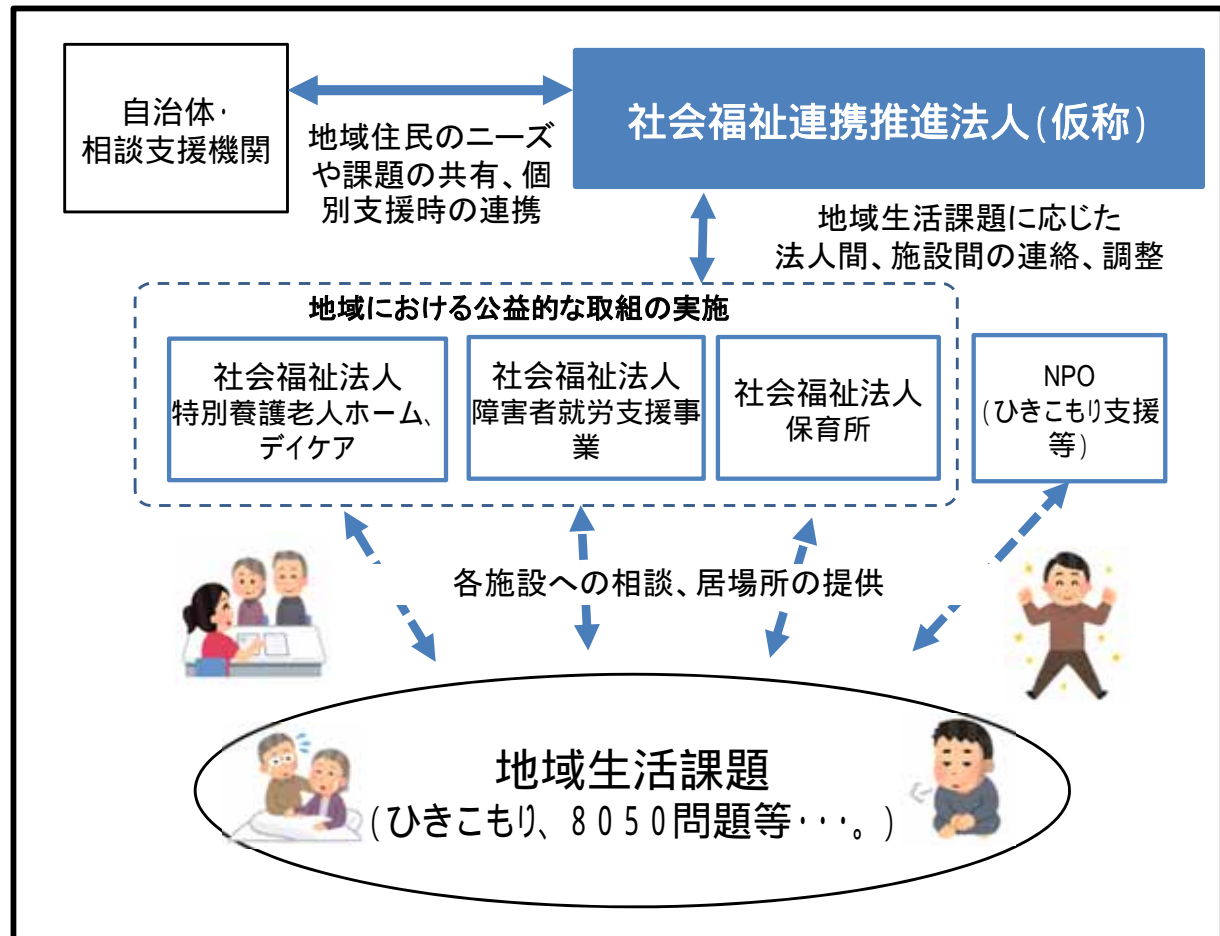 自治体・
相談支援機関
地域住民のニーズ
や課題の共有、個
別支援時の連携
社会福祉連携推進法人(仮称)
地域生活課題に応じた
法人間、施設間の連絡、調整
地域における公益的な取組の実施
社会福祉法人
特別養護老人ホーム、
デイケア
社会福祉法人
障害者就労支援事
業
社会福祉法人
保育所
NPO
(ひきこもり支援
等)
各施設への相談、居場所の提供
地域生活課題
(ひきこもり、8050問題等・・・。)